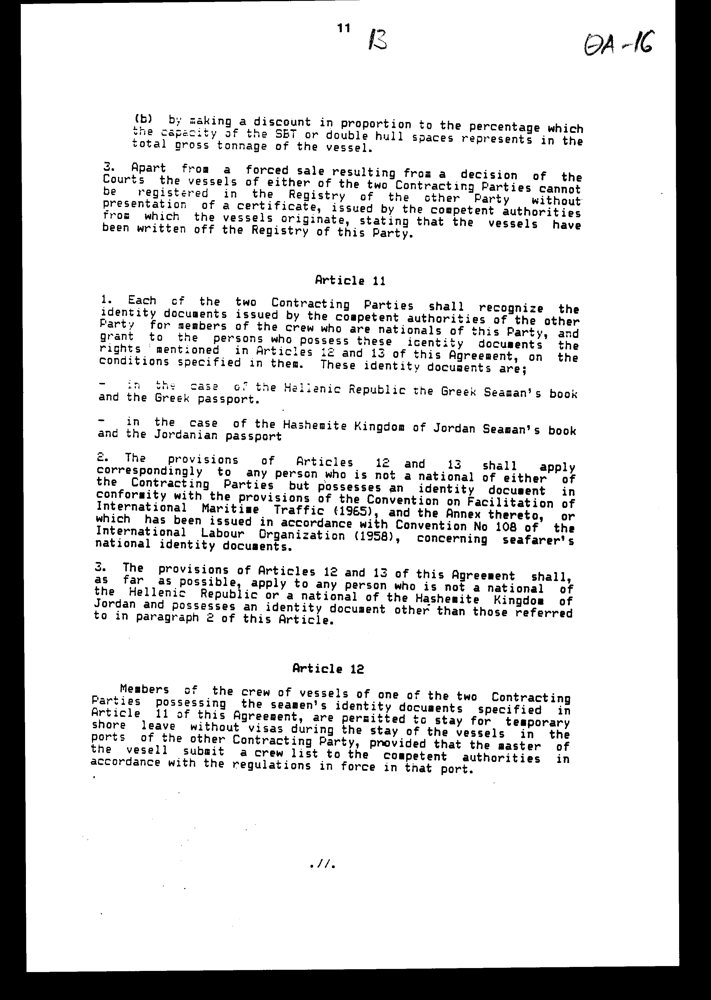 11
B
ΘA-16
(b) by making a discount in proportion to the percentage which
the capacity of the SBT or double hull spaces represents in the
total gross tonnage of the vessel.
3. Apart from a forced sale resulting from a decision of the
Courts the vessels of either of the two Contracting Parties cannot
be registered in the Registry of the other Party without
presentation of a certificate, issued by the competent authorities
from which the vessels originate, stating that the vessels have
been written off the Registry of this Party.
Article 11
1. Each of the two Contracting Parties shall recognize the
identity documents issued by the competent authorities of the other
Party for members of the crew who are nationals of this Party, and
grant to the persons who possess these identity documents the
rights mentioned in Articles 12 and 13 of this Agreement, on the
conditions specified in them. These identity documents are;
- in the case of the Hellenic Republic the Greek Seaman's book
and the Greek passport.
- in the case of the Hashemite Kingdom of Jordan Seaman's book
and the Jordanian passport
2. The provisions of Articles 12 and 13 shall apply
correspondingly to any person who is not a national of either of
the Contracting Parties but possesses an identity document in
conformity with the provisions of the Convention on Facilitation of
International Maritime Traffic (1965), and the Annex thereto, or
which has been issued in accordance with Convention No 108 of the
International Labour Organization (1958), concerning seafarer's
national identity documents.
3. The provisions of Articles 12 and 13 of this Agreement shall,
as far as possible, apply to any person who is not a national of
the Hellenic Republic or a national of the Hashemite Kingdom of
Jordan and possesses an identity document other than those referred
to in paragraph 2 of this Article.
Article 12
Members of the crew of vessels of one of the two Contracting
Parties possessing the seamen's identity documents specified in
Article 11 of this Agreement, are permitted to stay for temporary
shore leave without visas during the stay of the vessels in the
ports of the other Contracting Party, provided that the master of
the vesell submit a crew list to the competent authorities in
accordance with the regulations in force in that port.
.//.